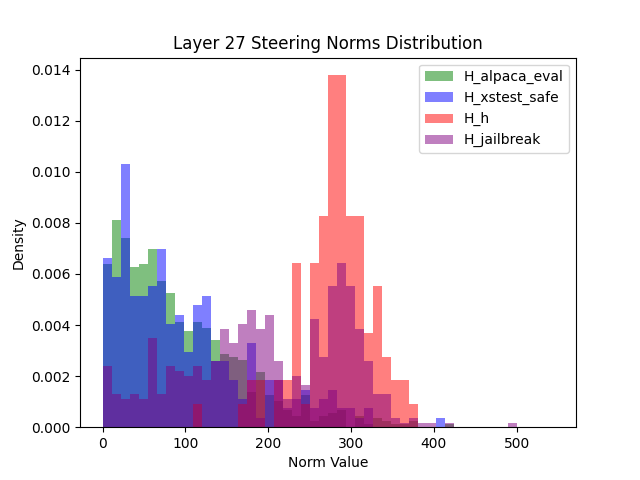 Layer 27 Steering Norms Distribution
H_alpaca_eval
H_xstest_safe
H_h
H_jailbreak
0.014
0.012
0.010
0.008
0.006
0.004
0.002
0.000
Density
0 100 200 300 400 500
Norm Value